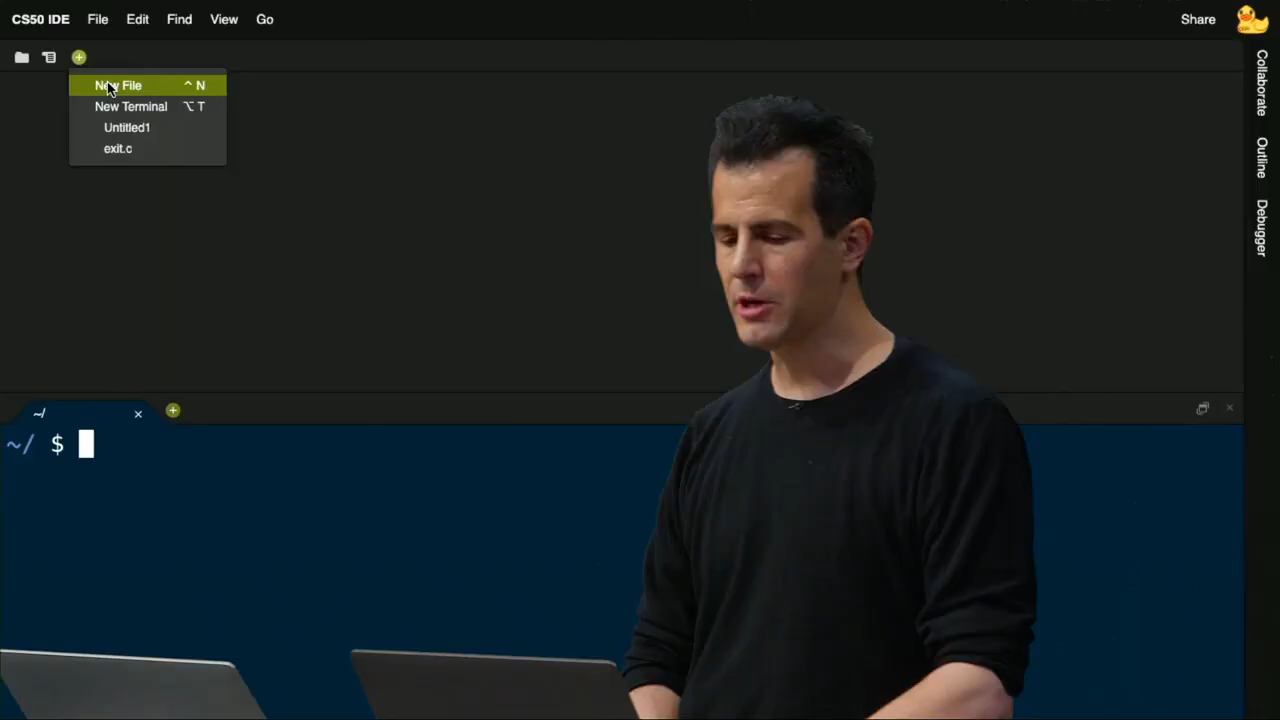 CS50 IDE File Edit Find View Go Share
New File ^ N
New Terminal ⌥ T
Untitled1
exit.c
Collaborate
Outline
Debugger
~/ ×
~/ $